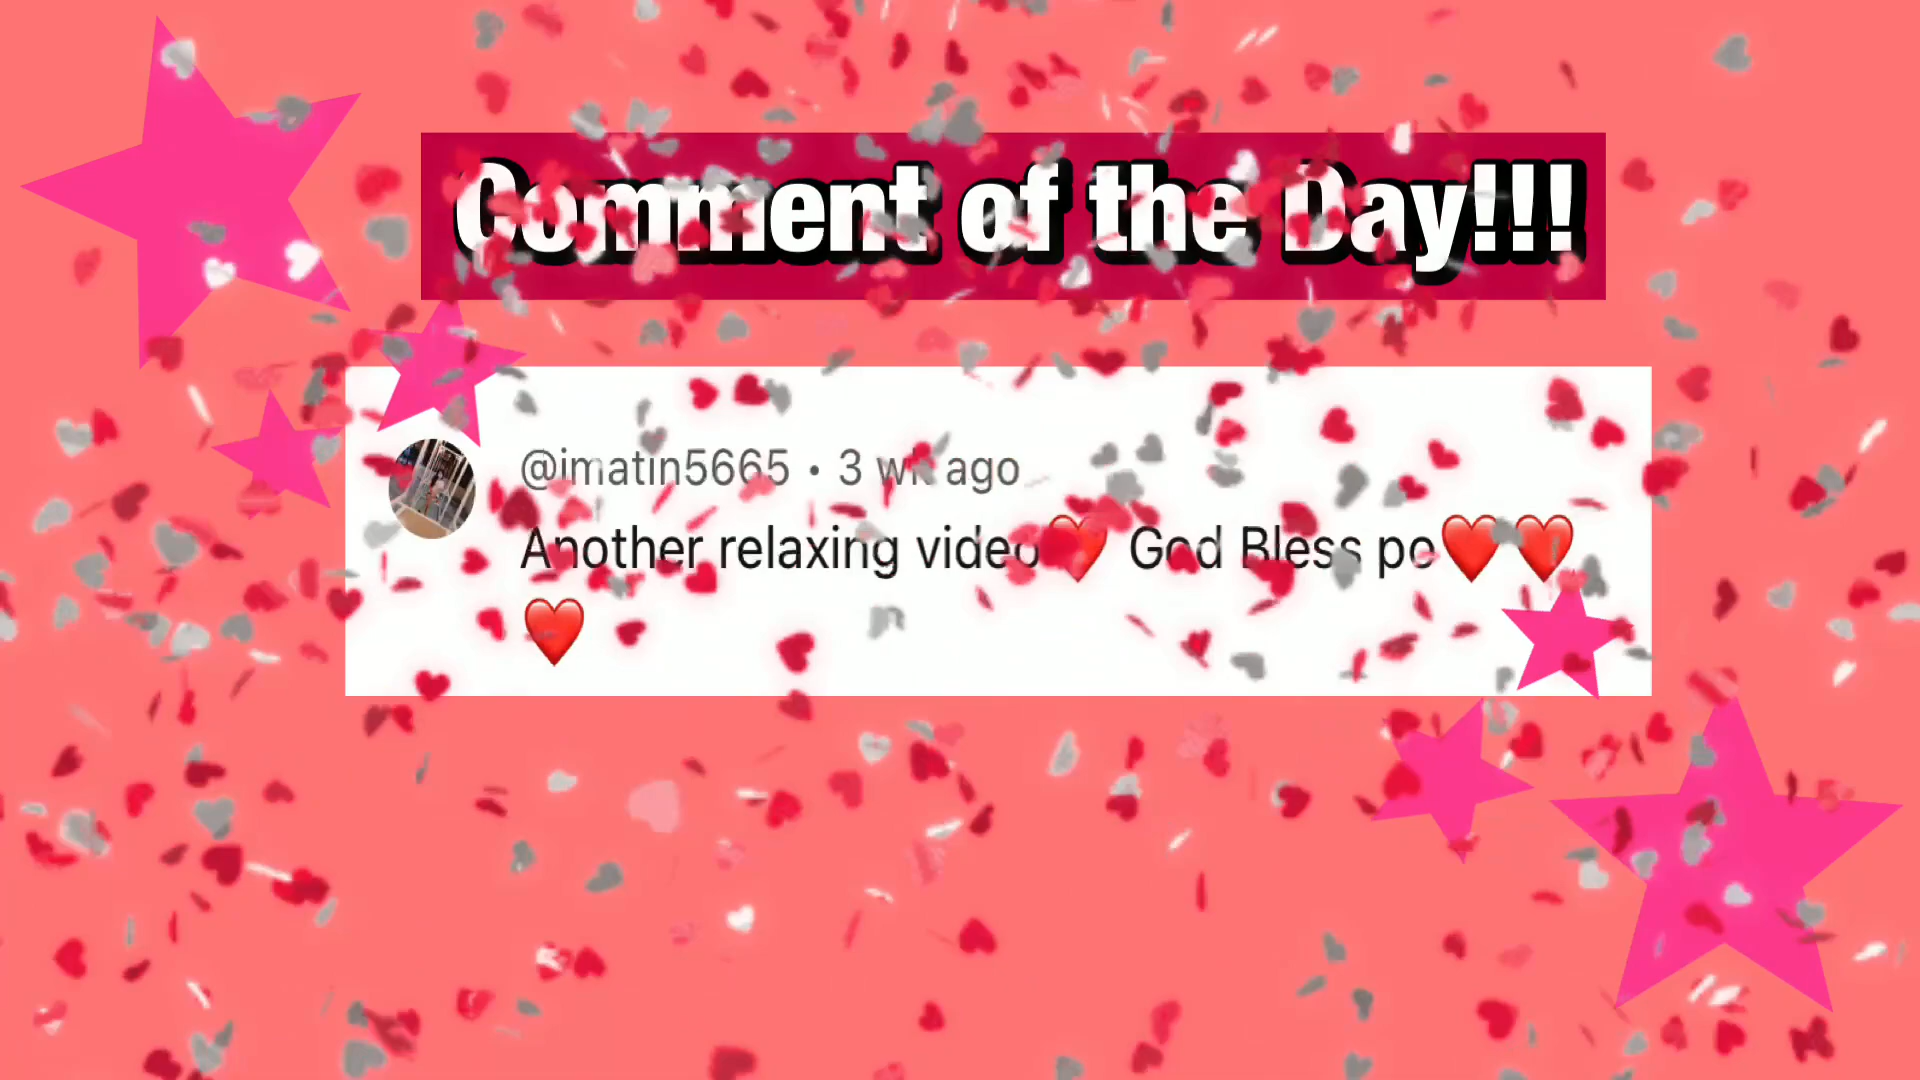 Comment of the Day!!!
@imatin5665 • 3 wk ago
Another relaxing video❤️ God Bless po❤️❤️
❤️